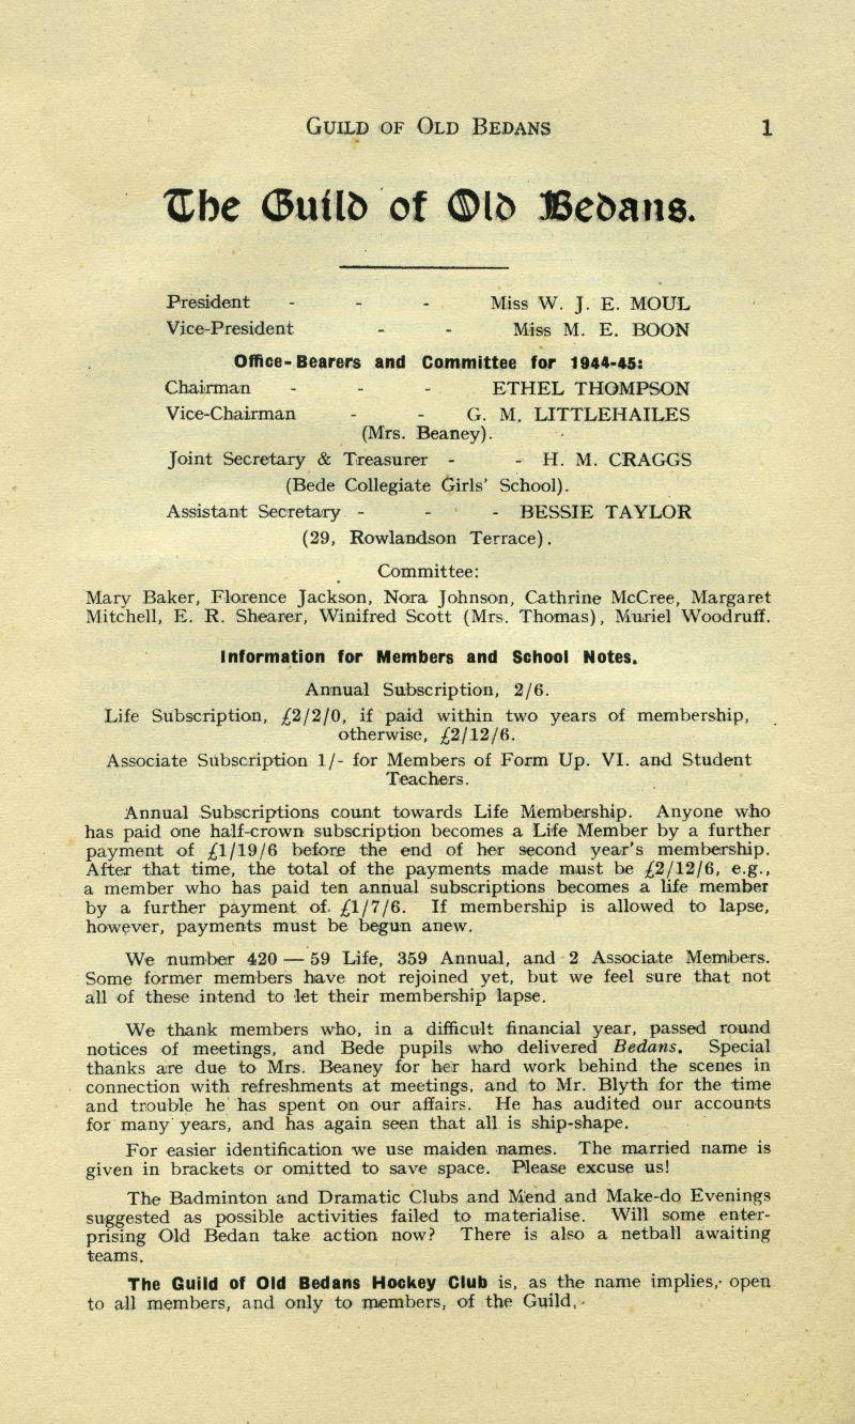 GUILD OF OLD BEDANS 1
The Guild of Old Bedans.
President - - - Miss W. J. E. MOUL
Vice-President - - Miss M. E. BOON
Office-Bearers and Committee for 1944-45:
Chairman - - - ETHEL THOMPSON
Vice-Chairman - - G. M. LITTLEHAILES
(Mrs. Beaney).
Joint Secretary & Treasurer - - H. M. CRAGGS
(Bede Collegiate Girls' School).
Assistant Secretary - - - BESSIE TAYLOR
(29, Rowlandson Terrace).
Committee:
Mary Baker, Florence Jackson, Nora Johnson, Cathrine McCree, Margaret
Mitchell, E. R. Shearer, Winifred Scott (Mrs. Thomas), Muriel Woodruff.
Information for Members and School Notes.
Annual Subscription, 2/6.
Life Subscription, £2/2/0, if paid within two years of membership,
otherwise, £2/12/6.
Associate Subscription 1/- for Members of Form Up. VI. and Student
Teachers.
Annual Subscriptions count towards Life Membership. Anyone who
has paid one half-crown subscription becomes a Life Member by a further
payment of £1/19/6 before the end of her second year's membership.
After that time, the total of the payments made must be £2/12/6, e.g.,
a member who has paid ten annual subscriptions becomes a life member
by a further payment of £1/7/6. If membership is allowed to lapse,
however, payments must be begun anew.
We number 420 — 59 Life, 359 Annual, and 2 Associate Members.
Some former members have not rejoined yet, but we feel sure that not
all of these intend to let their membership lapse.
We thank members who, in a difficult financial year, passed round
notices of meetings, and Bede pupils who delivered Bedans. Special
thanks are due to Mrs. Beaney for her hard work behind the scenes in
connection with refreshments at meetings, and to Mr. Blyth for the time
and trouble he has spent on our affairs. He has audited our accounts
for many years, and has again seen that all is ship-shape.
For easier identification we use maiden names. The married name is
given in brackets or omitted to save space. Please excuse us!
The Badminton and Dramatic Clubs and Mend and Make-do Evenings
suggested as possible activities failed to materialise. Will some enter-
prising Old Bedan take action now? There is also a netball awaiting
teams.
The Guild of Old Bedans Hockey Club is, as the name implies, open
to all members, and only to members, of the Guild,